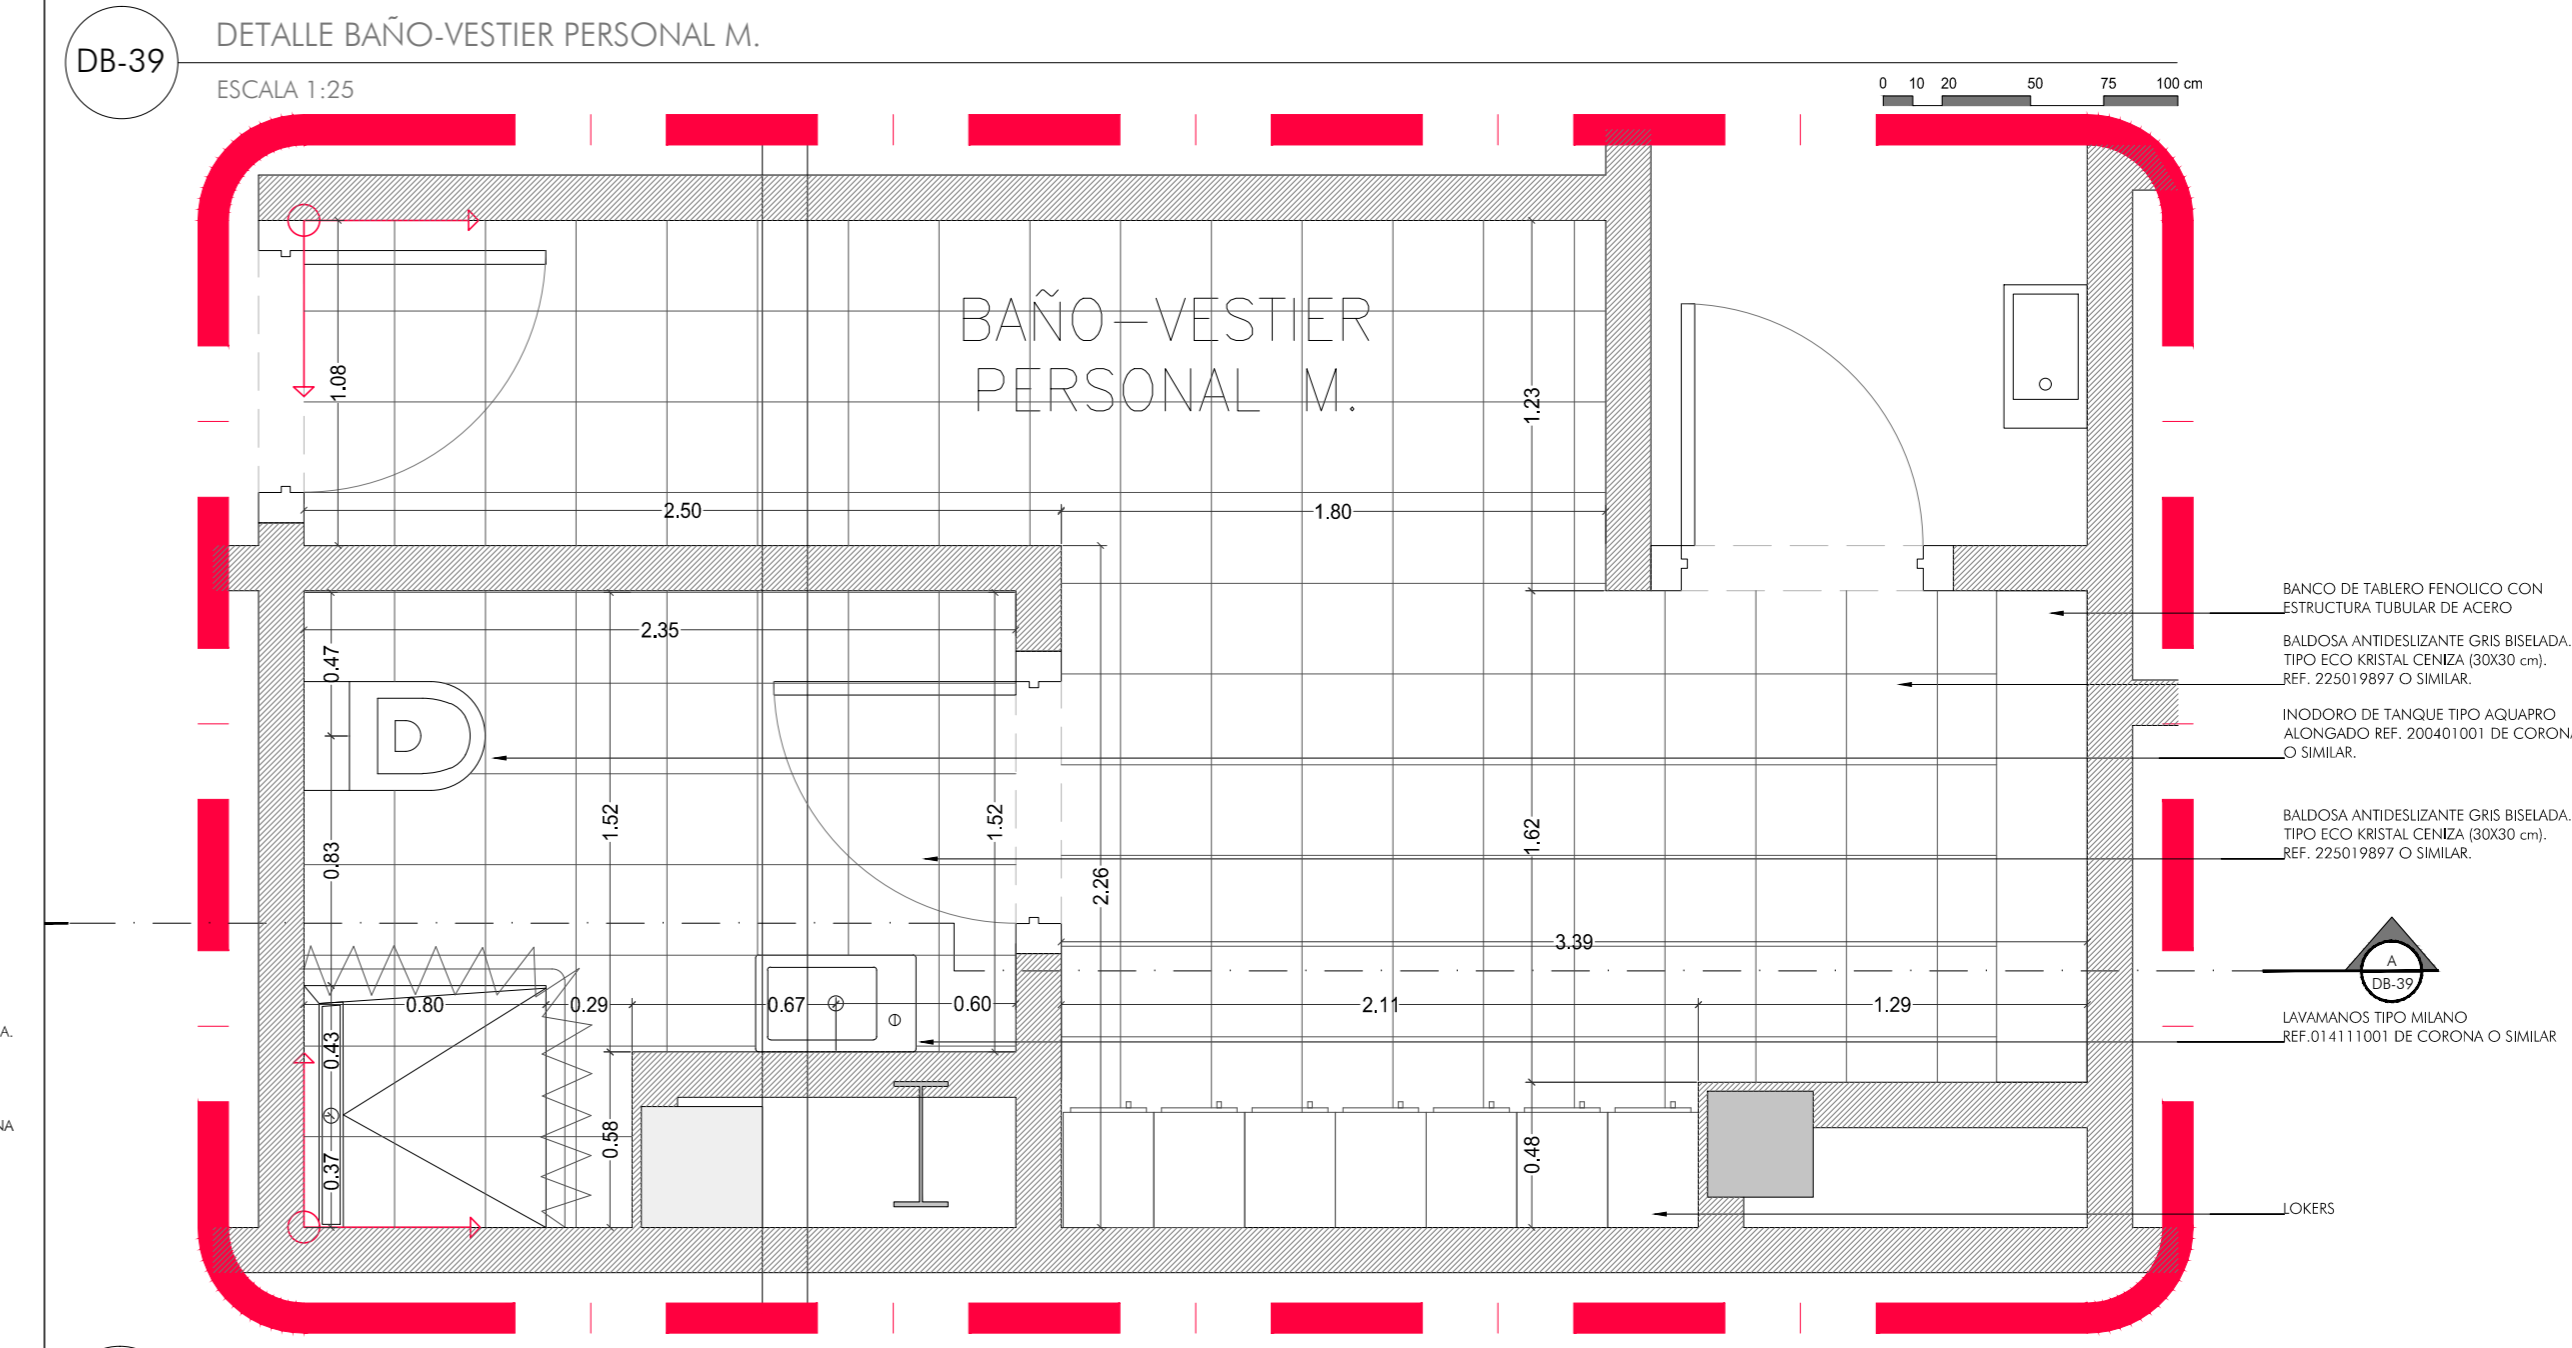 DB-39
DETALLE BAÑO-VESTIER PERSONAL M.
ESCALA 1:25
0 10 20 50 75 100 cm
BAÑO-VESTIER
PERSONAL M.
1.08
1.23
2.50
1.80
2.35
0.47
1.52
1.52
0.83
2.26
1.62
3.39
0.80
0.29
0.67
0.60
2.11
1.29
0.43
0.37
0.58
0.48
BANCO DE TABLERO FENOLICO CON
ESTRUCTURA TUBULAR DE ACERO
BALDOSA ANTIDESLIZANTE GRIS BISELADA.
TIPO ECO KRISTAL CENIZA (30X30 cm).
REF. 225019897 O SIMILAR.
INODORO DE TANQUE TIPO AQUAPRO
ALONGADO REF. 200401001 DE CORON
O SIMILAR.
BALDOSA ANTIDESLIZANTE GRIS BISELADA.
TIPO ECO KRISTAL CENIZA (30X30 cm).
REF. 225019897 O SIMILAR.
A
DB-39
LAVAMANOS TIPO MILANO
REF.014111001 DE CORONA O SIMILAR
LOKERS
A.
NA